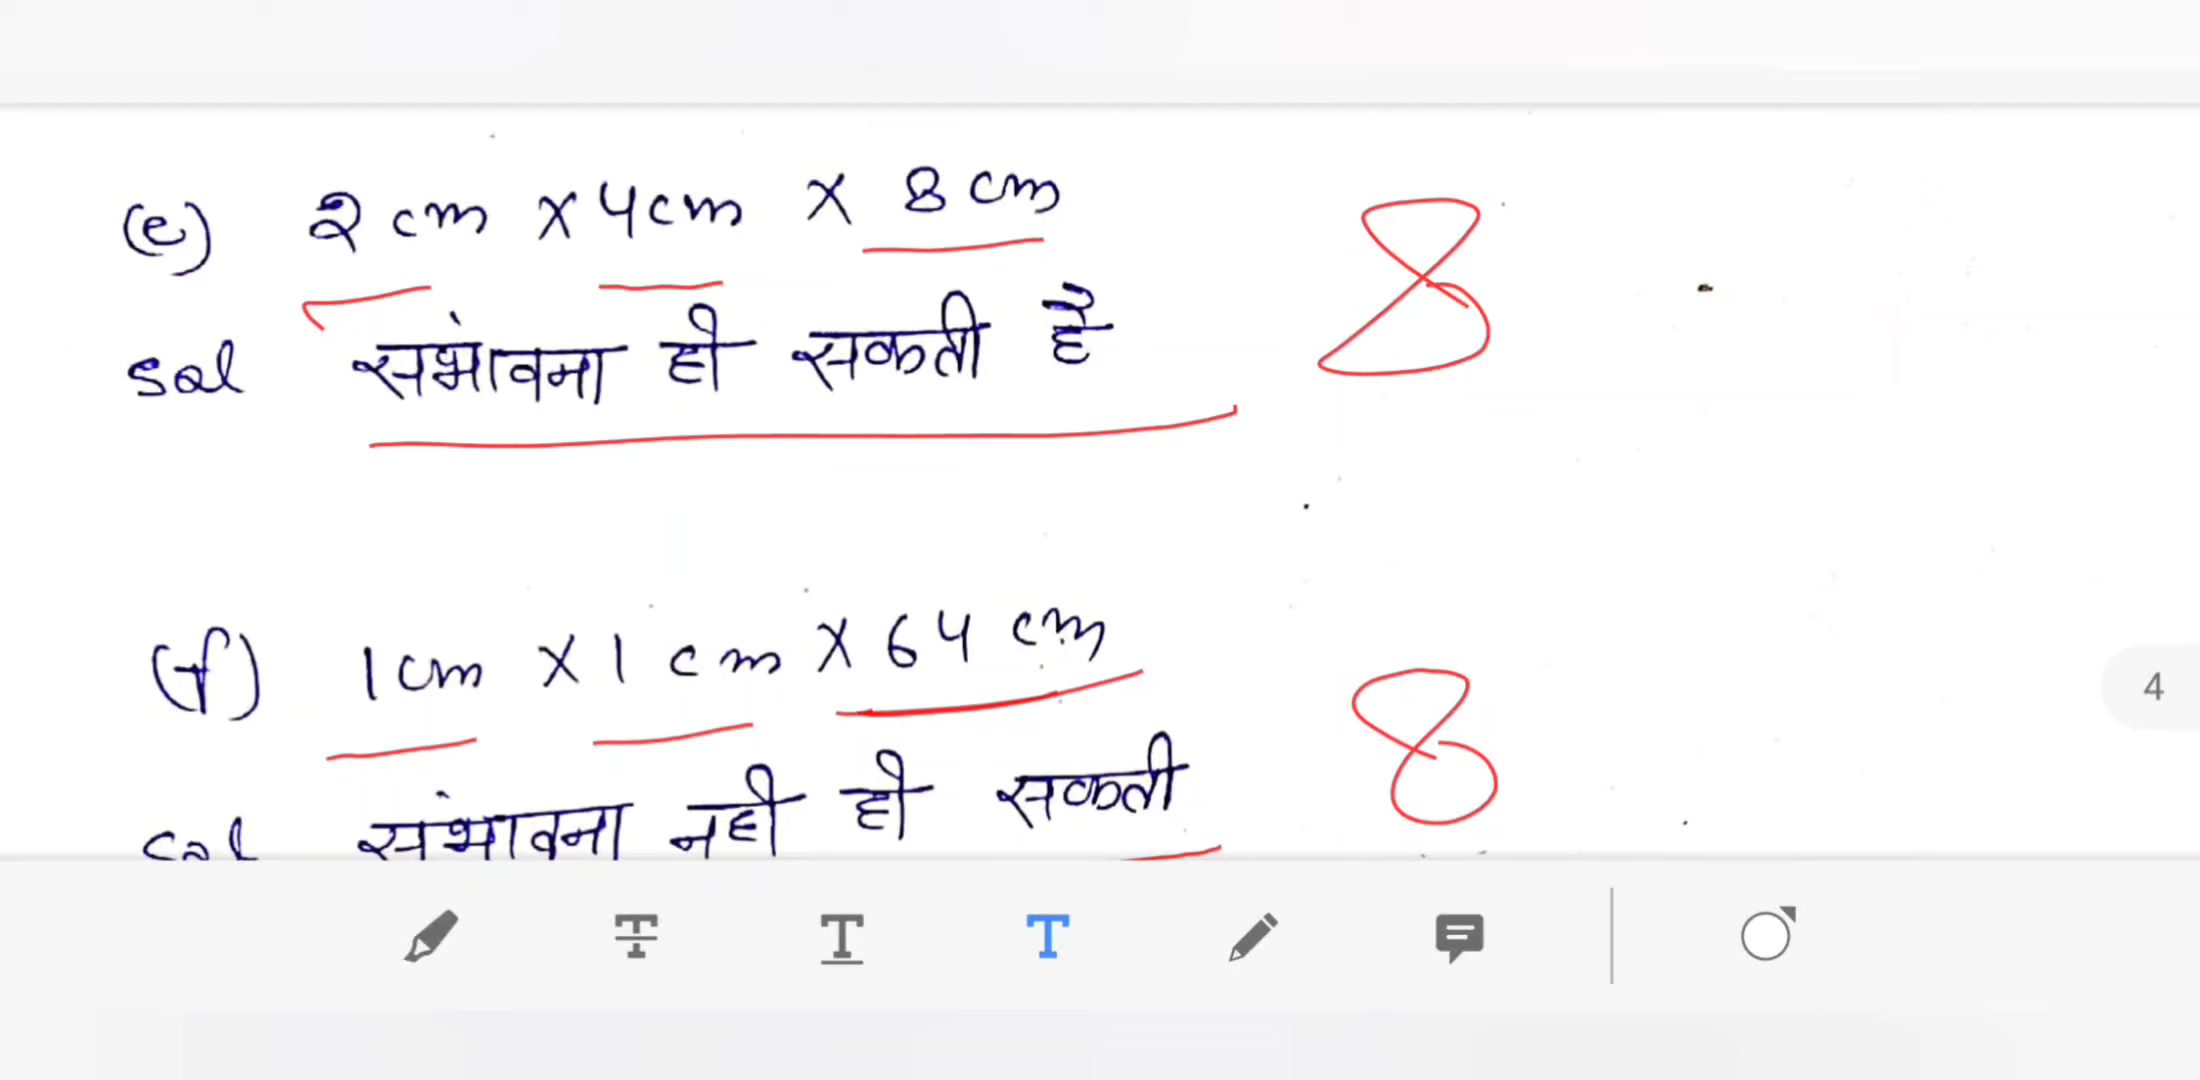 (e) 2 cm x 4cm x 8 cm
8
sol संभावना हो सकती है
(f) 1cm x 1 cm x 64 cm
8
4
sol संभावना नही हो सकती
T T T